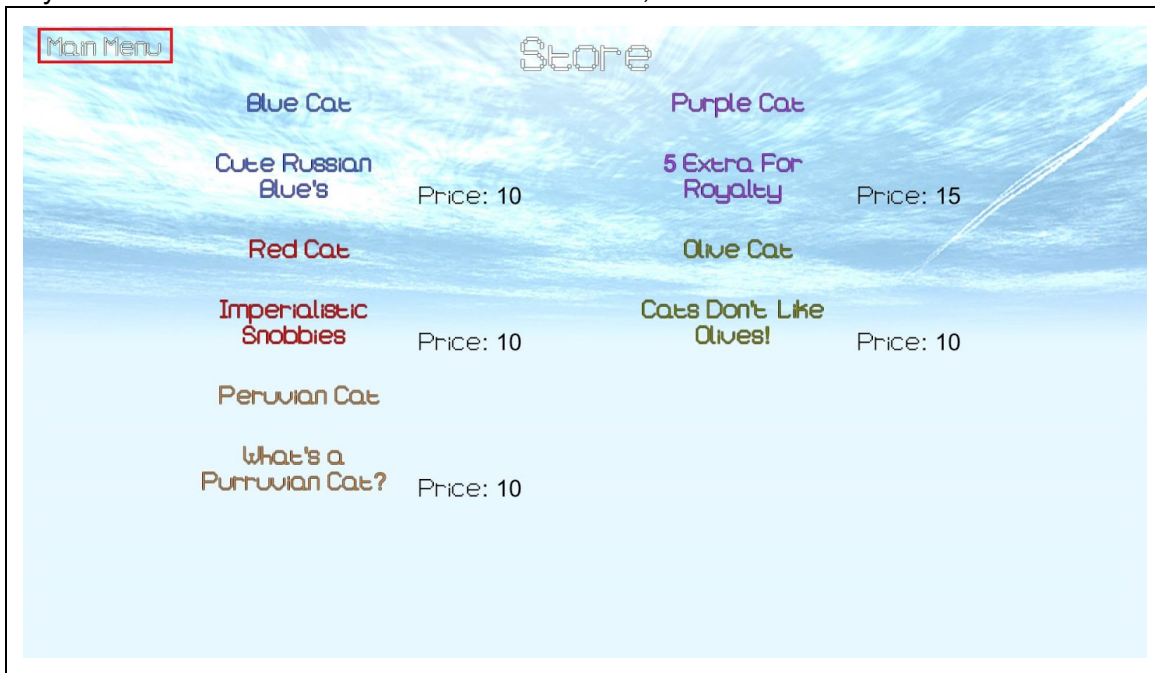 Main Menu
Store
Blue Cat
Purple Cat
Cute Russian
Blue's
Price: 10
5 Extra For
Royalty
Price: 15
Red Cat
Olive Cat
Imperialistic
Snobbies
Price: 10
Cats Don't Like
Olives!
Price: 10
Peruvian Cat
What's a
Purruvian Cat?
Price: 10